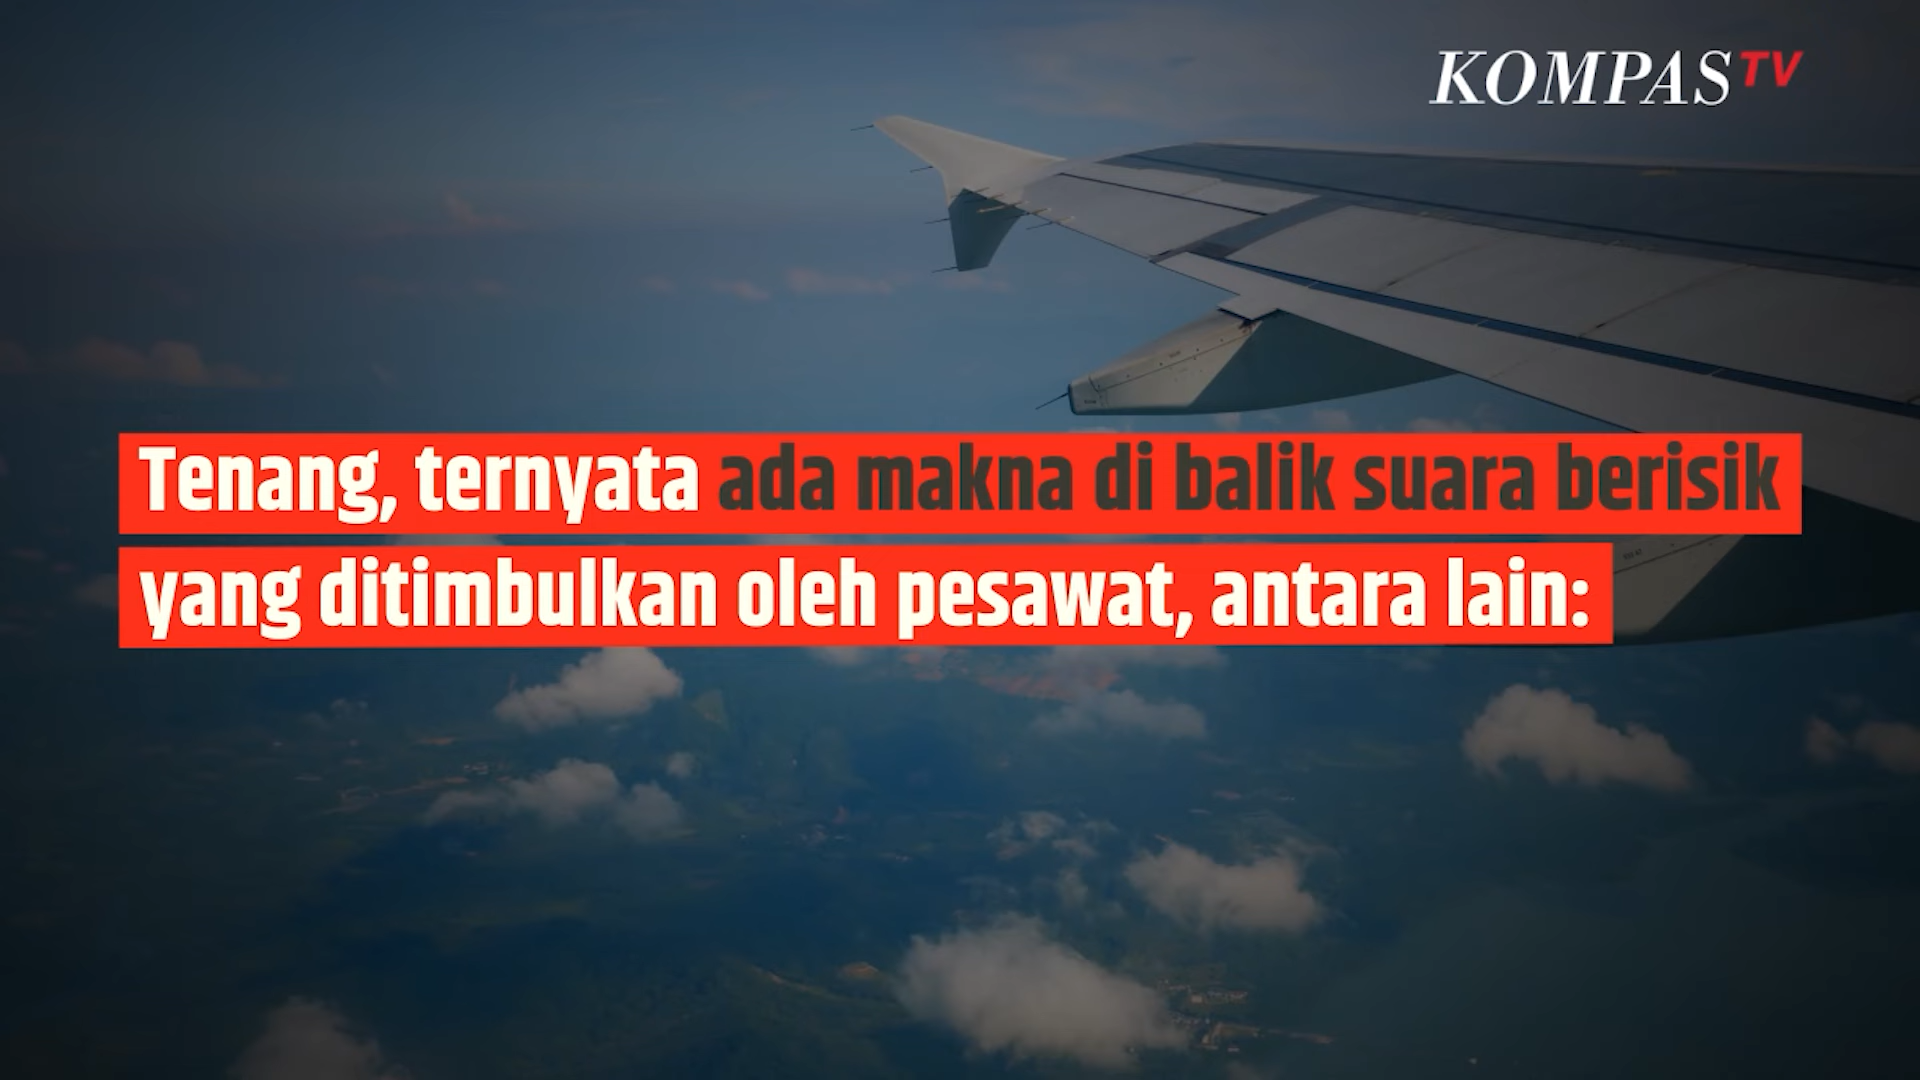 KOMPAS TV
Tenang, ternyata ada makna di balik suara berisik
yang ditimbulkan oleh pesawat, antara lain: